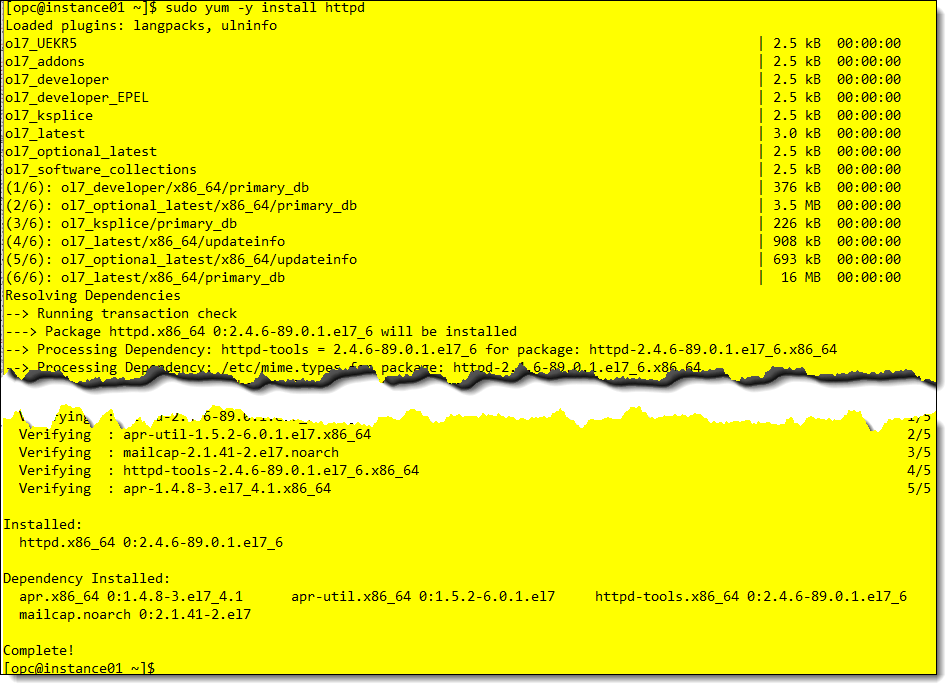 [opc@instance01 ~]$ sudo yum -y install httpd
Loaded plugins: langpacks, ulninfo
ol7_UEKR5 | 2.5 kB 00:00:00
ol7_addons | 2.5 kB 00:00:00
ol7_developer | 2.5 kB 00:00:00
ol7_developer_EPEL | 2.5 kB 00:00:00
ol7_ksplice | 2.5 kB 00:00:00
ol7_latest | 3.0 kB 00:00:00
ol7_optional_latest | 2.5 kB 00:00:00
ol7_software_collections | 2.5 kB 00:00:00
(1/6): ol7_developer/x86_64/primary_db | 376 kB 00:00:00
(2/6): ol7_optional_latest/x86_64/primary_db | 3.5 MB 00:00:00
(3/6): ol7_ksplice/primary_db | 226 kB 00:00:00
(4/6): ol7_latest/x86_64/updateinfo | 908 kB 00:00:00
(5/6): ol7_optional_latest/x86_64/updateinfo | 693 kB 00:00:00
(6/6): ol7_latest/x86_64/primary_db | 16 MB 00:00:00
Resolving Dependencies
--> Running transaction check
---> Package httpd.x86_64 0:2.4.6-89.0.1.el7_6 will be installed
--> Processing Dependency: httpd-tools = 2.4.6-89.0.1.el7_6 for package: httpd-2.4.6-89.0.1.el7_6.x86_64
--> Processing Dependency: /etc/mime.types for package: httpd-2.4.6-89.0.1.el7_6.x86_64
1/5
Verifying : apr-util-1.5.2-6.0.1.el7.x86_64 2/5
Verifying : mailcap-2.1.41-2.el7.noarch 3/5
Verifying : httpd-tools-2.4.6-89.0.1.el7_6.x86_64 4/5
Verifying : apr-1.4.8-3.el7_4.1.x86_64 5/5
Installed:
httpd.x86_64 0:2.4.6-89.0.1.el7_6
Dependency Installed:
apr.x86_64 0:1.4.8-3.el7_4.1 apr-util.x86_64 0:1.5.2-6.0.1.el7 httpd-tools.x86_64 0:2.4.6-89.0.1.el7_6
mailcap.noarch 0:2.1.41-2.el7
Complete!
[opc@instance01 ~]$